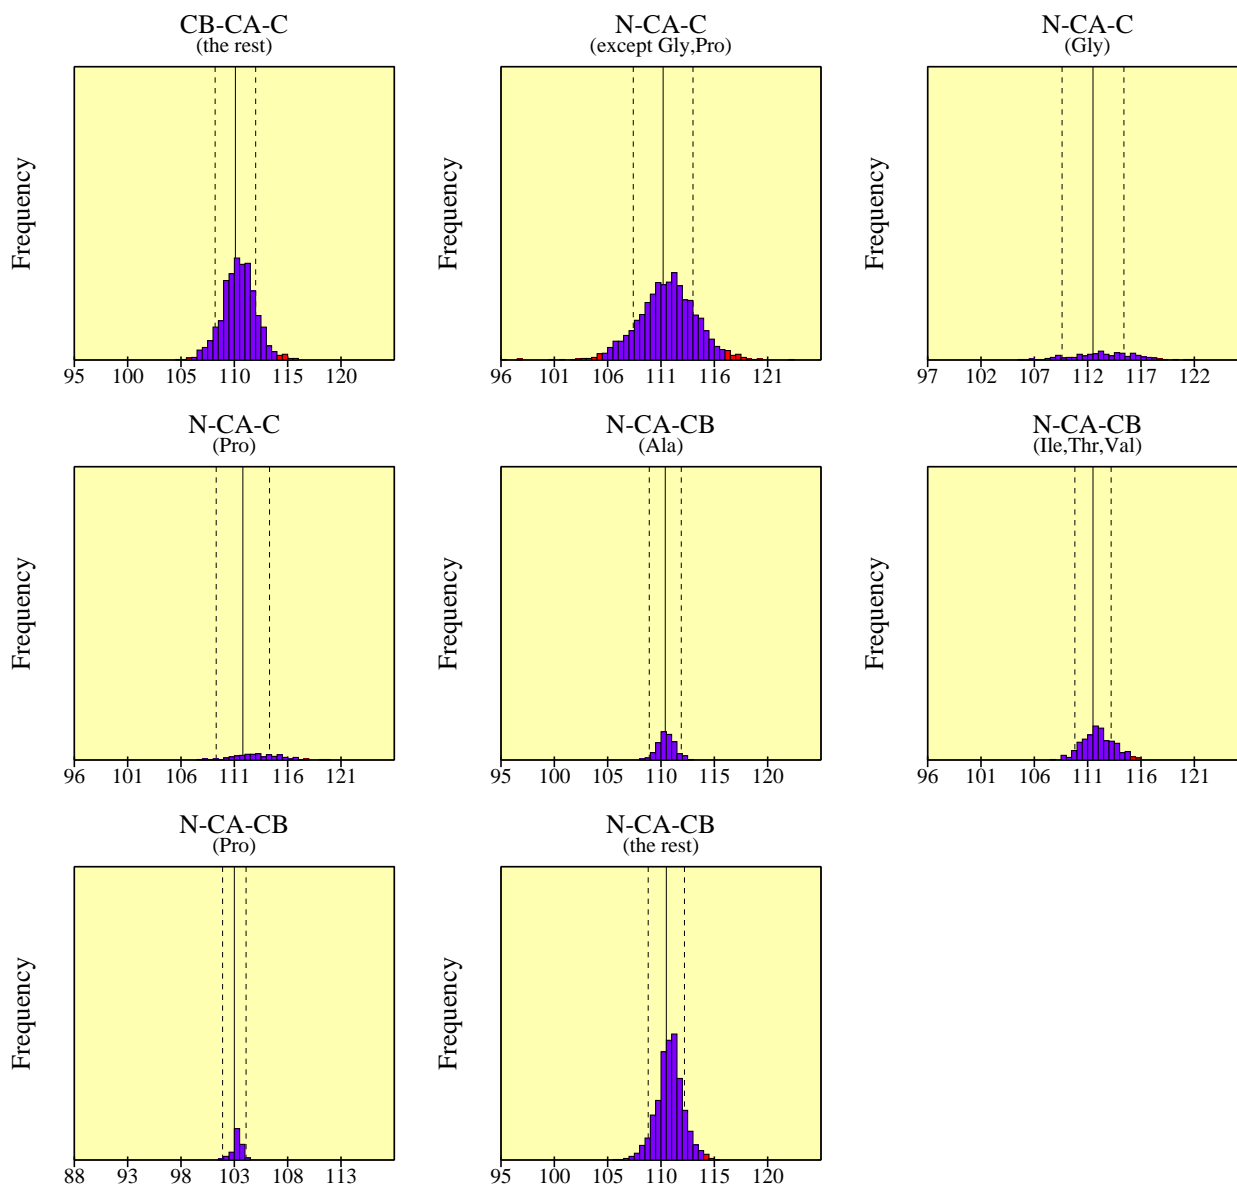 CB-CA-C
(the rest)
Frequency
95 100 105 110 115 120
N-CA-C
(except Gly,Pro)
Frequency
96 101 106 111 116 121
N-CA-C
(Gly)
Frequency
97 102 107 112 117 122
N-CA-C
(Pro)
Frequency
96 101 106 111 116 121
N-CA-CB
(Ala)
Frequency
95 100 105 110 115 120
N-CA-CB
(Ile,Thr,Val)
Frequency
96 101 106 111 116 121
N-CA-CB
(Pro)
Frequency
88 93 98 103 108 113
N-CA-CB
(the rest)
Frequency
95 100 105 110 115 120